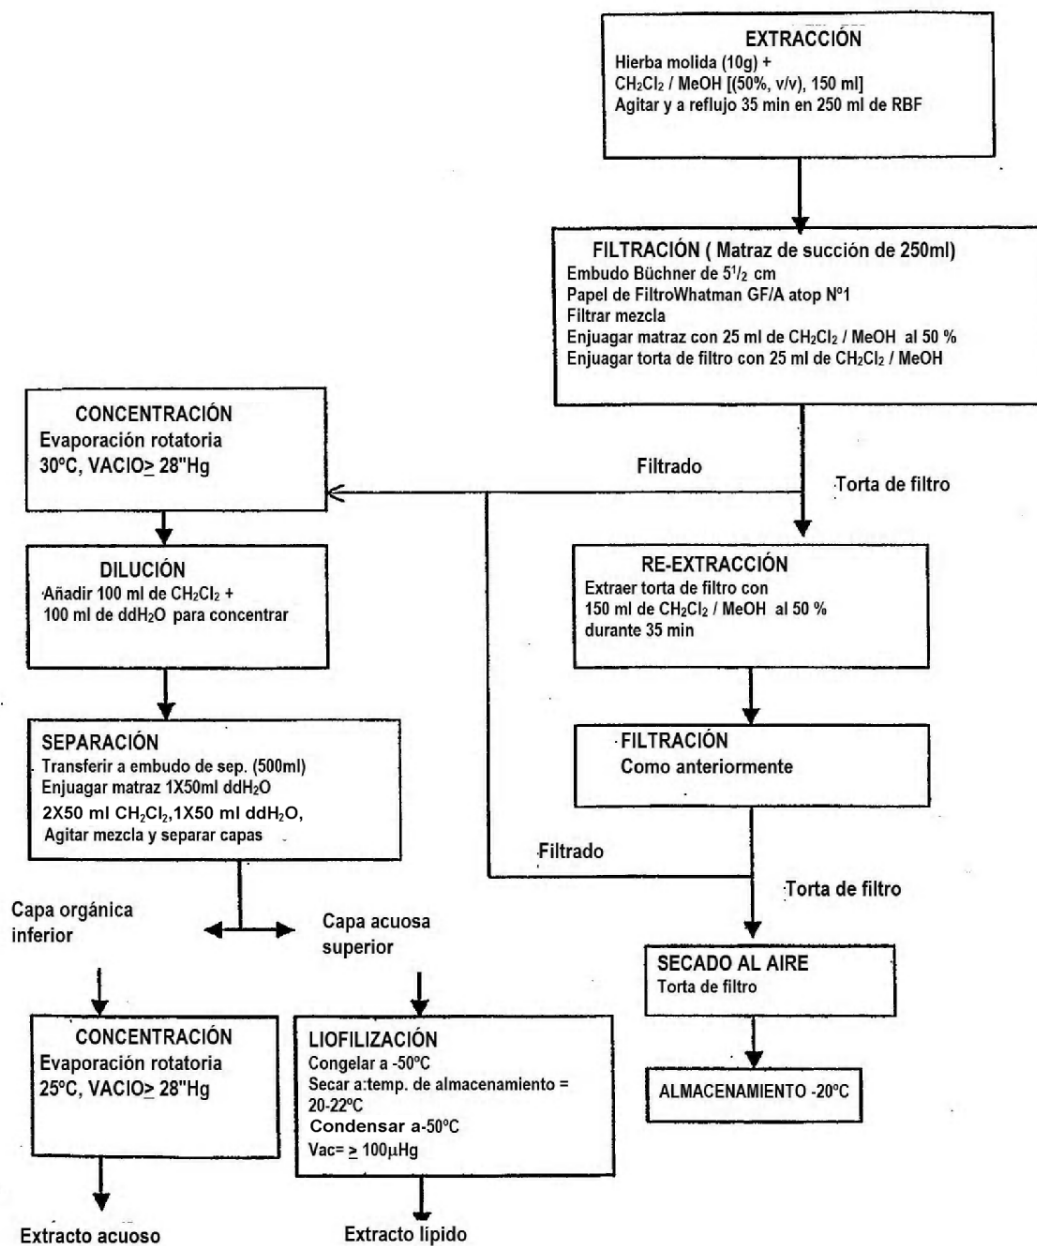 EXTRACCIÓN
Hierba molida (10g) +
CH₂Cl₂ / MeOH [(50%, v/v), 150 ml]
Agitar y a reflujo 35 min en 250 ml de RBF
FILTRACIÓN ( Matraz de succión de 250ml)
Embudo Büchner de 5¹/₂ cm
Papel de FiltroWhatman GF/A atop Nº1
Filtrar mezcla
Enjuagar matraz con 25 ml de CH₂Cl₂ / MeOH al 50 %
Enjuagar torta de filtro con 25 ml de CH₂Cl₂ / MeOH
Filtrado
Torta de filtro
CONCENTRACIÓN
Evaporación rotatoria
30ºC, VACIO≥ 28"Hg
DILUCIÓN
Añadir 100 ml de CH₂Cl₂ +
100 ml de ddH₂O para concentrar
SEPARACIÓN
Transferir a embudo de sep. (500ml)
Enjuagar matraz 1X50ml ddH₂O
2X50 ml CH₂Cl₂,1X50 ml ddH₂O,
Agitar mezcla y separar capas
RE-EXTRACCIÓN
Extraer torta de filtro con
150 ml de CH₂Cl₂ / MeOH al 50 %
durante 35 min
FILTRACIÓN
Como anteriormente
Filtrado
Torta de filtro
Capa orgánica
inferior
Capa acuosa
superior
SECADO AL AIRE
Torta de filtro
CONCENTRACIÓN
Evaporación rotatoria
25ºC, VACIO≥ 28"Hg
LIOFILIZACIÓN
Congelar a -50ºC
Secar a temp. de almacenamiento =
20-22ºC
Condensar a-50ºC
Vac= ≥ 100µHg
ALMACENAMIENTO -20ºC
Extracto acuoso
Extracto lípido